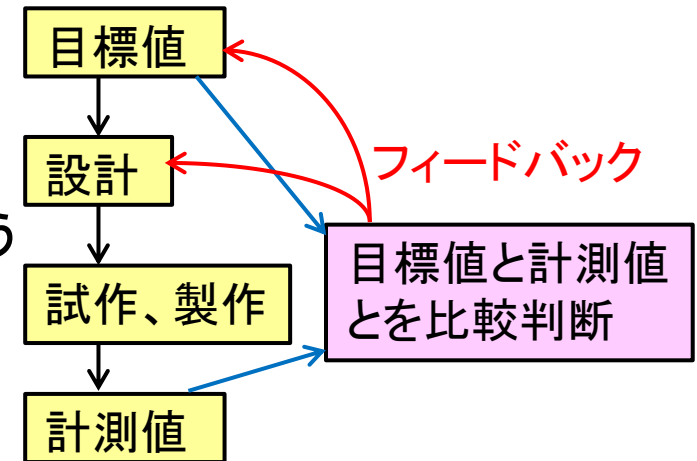 目標値
設計
フィードバック
う
目標値と計測値
とを比較判断
試作、製作
計測値